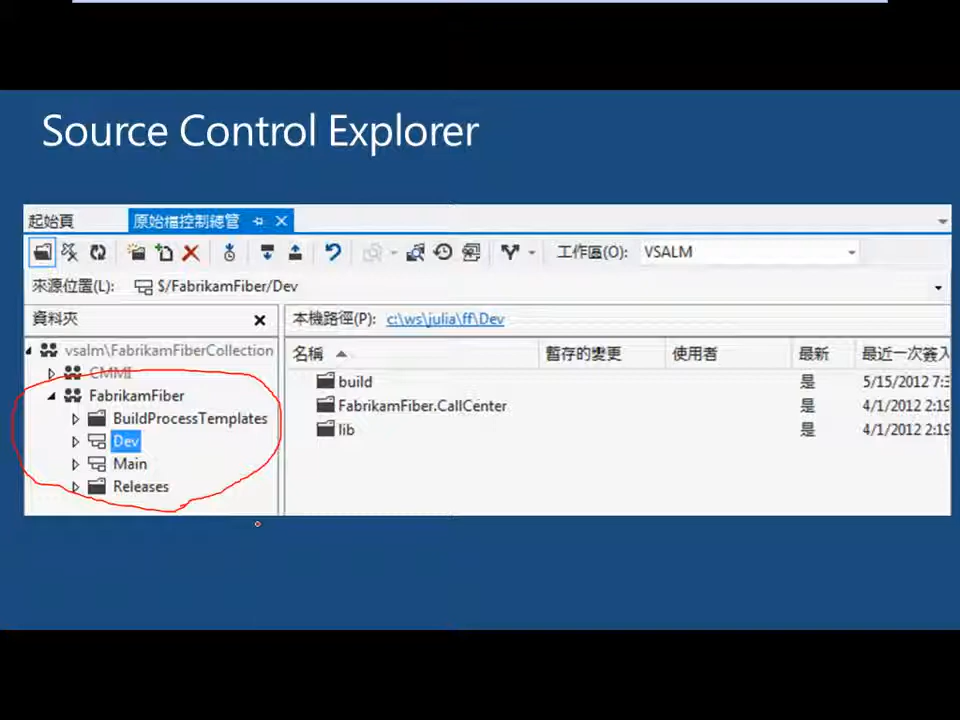 Source Control Explorer
起始頁 原始檔控制總管
工作區(O): VSALM
來源位置(L): $/FabrikamFiber/Dev
資料夾
本機路徑(P): c:\ws\julia\ff\Dev
vsalm\FabrikamFiberCollection
CMMI
FabrikamFiber
BuildProcessTemplates
Dev
Main
Releases
名稱 暫存的變更 使用者 最新 最近一次簽入
build 是 5/15/2012 7:3
FabrikamFiber.CallCenter 是 4/1/2012 2:19
lib 是 4/1/2012 2:19